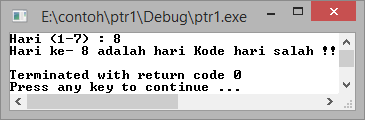 E:\contoh\ptr1\Debug\ptr1.exe
Hari (1-7) : 8
Hari ke- 8 adalah hari Kode hari salah !!
Terminated with return code 0
Press any key to continue ...